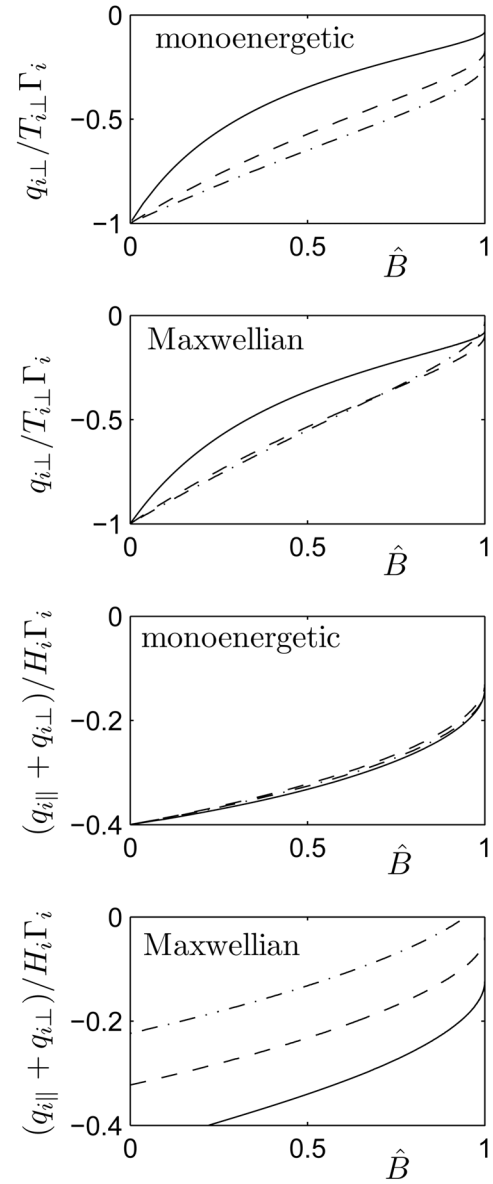 0
monoenergetic
−0.5
−1
q_{i⊥}/T_{i⊥}Γ_i
0 0.5 1
B̂
0
Maxwellian
−0.5
−1
q_{i⊥}/T_{i⊥}Γ_i
0 0.5 1
B̂
0
monoenergetic
−0.2
−0.4
(q_{i∥} + q_{i⊥})/H_iΓ_i
0 0.5 1
B̂
0
Maxwellian
−0.2
−0.4
(q_{i∥} + q_{i⊥})/H_iΓ_i
0 0.5 1
B̂